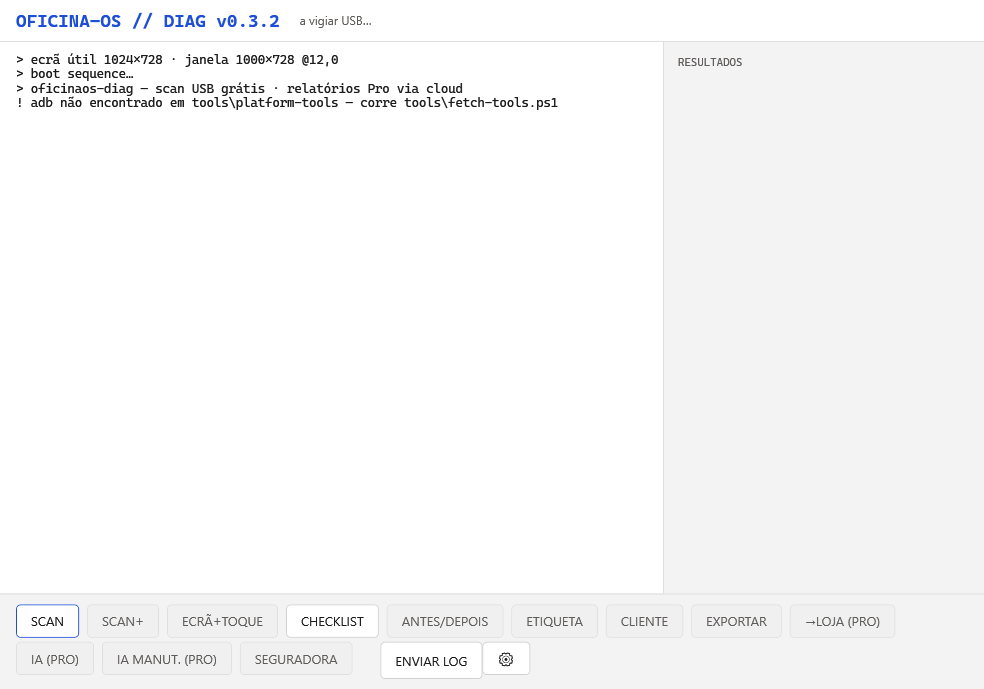 OFICINA-OS // DIAG v0.3.2 a vigiar USB...
> ecrã útil 1024×728 · janela 1000×728 @12,0
> boot sequence…
> oficinaos-diag — scan USB grátis · relatórios Pro via cloud
! adb não encontrado em tools\platform-tools — corre tools\fetch-tools.ps1
RESULTADOS
SCAN SCAN+ ECRÃ+TOQUE CHECKLIST ANTES/DEPOIS ETIQUETA CLIENTE EXPORTAR →LOJA (PRO)
IA (PRO) IA MANUT. (PRO) SEGURADORA ENVIAR LOG